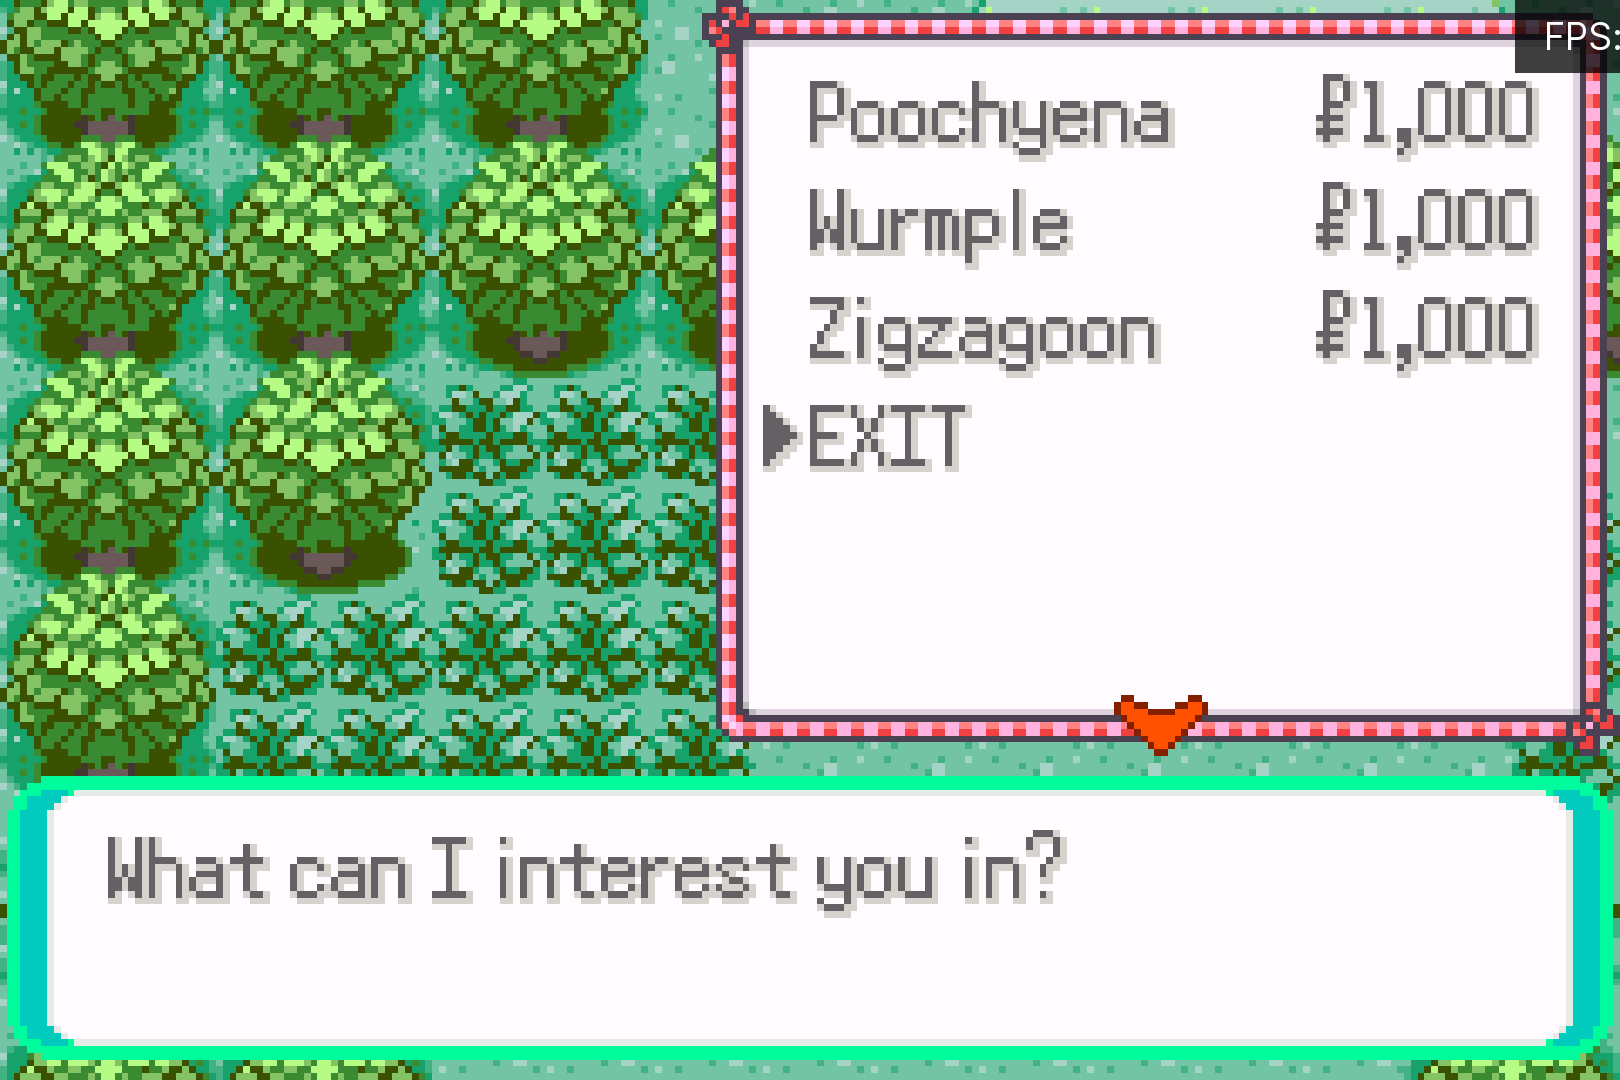 FPS:
Poochyena ₽1,000
Wurmple ₽1,000
Zigzagoon ₽1,000
▶EXIT
What can I interest you in?